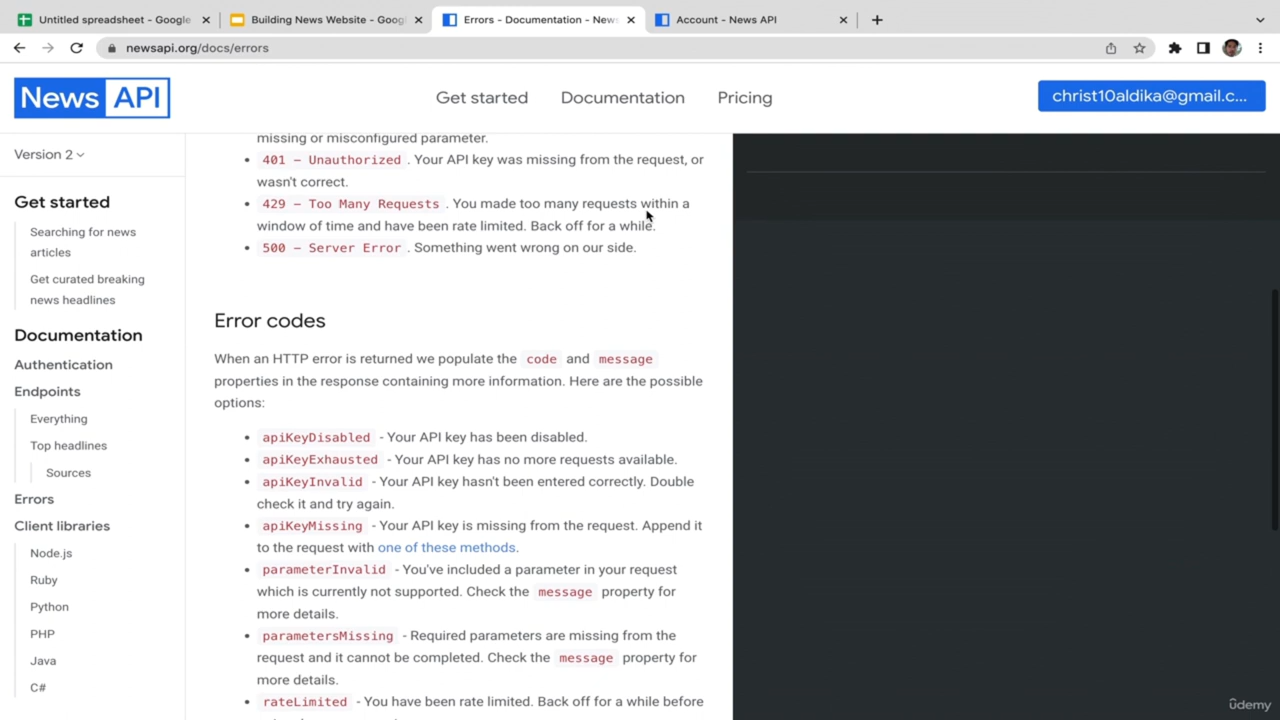 Untitled spreadsheet - Google
Building News Website - Googl
Errors - Documentation - News
Account - News API
newsapi.org/docs/errors
News API
Get started
Documentation
Pricing
christ10aldika@gmail.c...
Version 2
Get started
Searching for news
articles
Get curated breaking
news headlines
Documentation
Authentication
Endpoints
Everything
Top headlines
Sources
Errors
Client libraries
Node.js
Ruby
Python
PHP
Java
C#
missing or misconfigured parameter.
• 401 – Unauthorized . Your API key was missing from the request, or
wasn't correct.
• 429 – Too Many Requests . You made too many requests within a
window of time and have been rate limited. Back off for a while.
• 500 – Server Error . Something went wrong on our side.
Error codes
When an HTTP error is returned we populate the code and message
properties in the response containing more information. Here are the possible
options:
• apiKeyDisabled - Your API key has been disabled.
• apiKeyExhausted - Your API key has no more requests available.
• apiKeyInvalid - Your API key hasn't been entered correctly. Double
check it and try again.
• apiKeyMissing - Your API key is missing from the request. Append it
to the request with one of these methods.
• parameterInvalid - You've included a parameter in your request
which is currently not supported. Check the message property for
more details.
• parametersMissing - Required parameters are missing from the
request and it cannot be completed. Check the message property for
more details.
• rateLimited - You have been rate limited. Back off for a while before
udemy